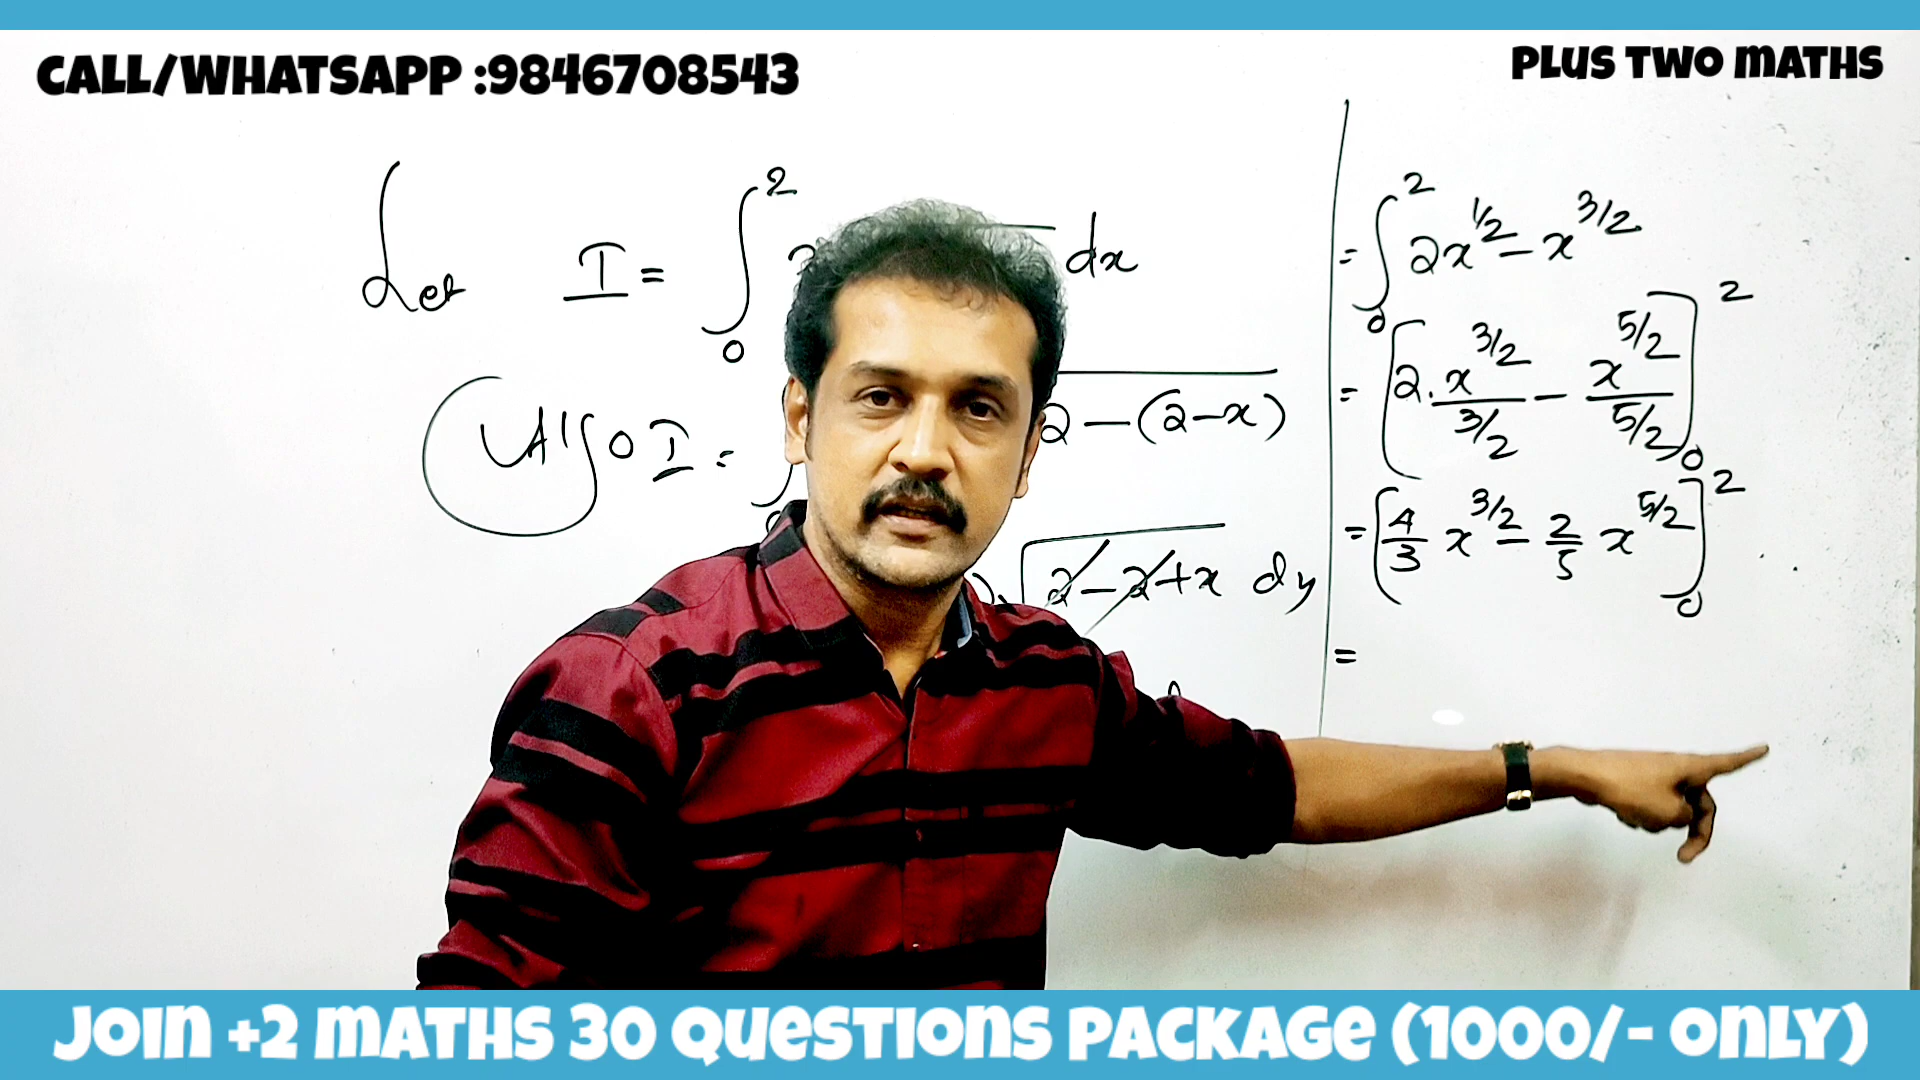 CALL/WHATSAPP :9846708543
PLUS TWO MATHS
Let I = ∫₀² dx
Also I = 2-(2-x)
√2-2+x dy
= ∫₀² 2x^1/2 - x^3/2
= [2. x^3/2 / 3/2 - x^5/2 / 5/2]₀²
= [4/3 x^3/2 - 2/5 x^5/2]₀²
=
JOIN +2 MATHS 30 QUESTIONS PACKAGE (1000/- ONLY)